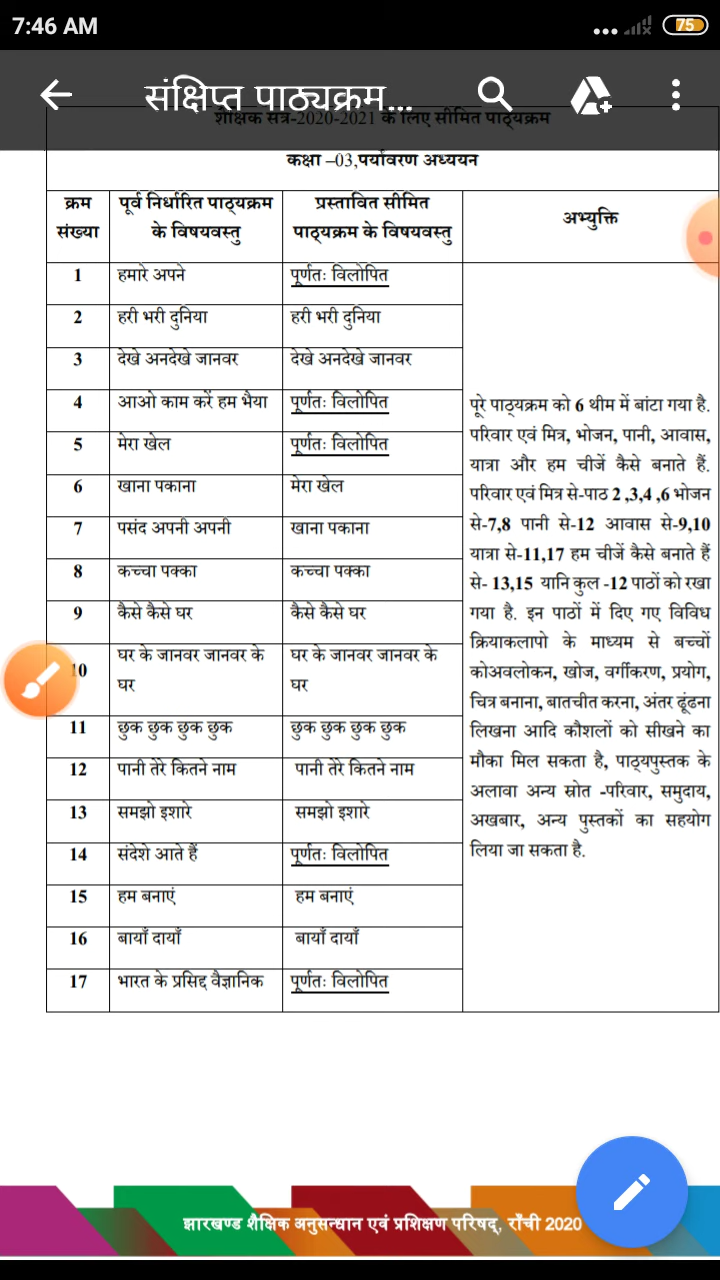 7:46 AM
75
संक्षिप्त पाठ्यक्रम...
शैक्षिक सत्र-2020-2021 के लिए सीमित पाठ्यक्रम
कक्षा –03,पर्यावरण अध्ययन
क्रम संख्या पूर्व निर्धारित पाठ्यक्रम के विषयवस्तु प्रस्तावित सीमित पाठ्यक्रम के विषयवस्तु अभ्युक्ति
1 हमारे अपने पूर्णतः विलोपित
2 हरी भरी दुनिया हरी भरी दुनिया
3 देखे अनदेखे जानवर देखे अनदेखे जानवर
4 आओ काम करें हम भैया पूर्णतः विलोपित
5 मेरा खेल पूर्णतः विलोपित
6 खाना पकाना मेरा खेल
7 पसंद अपनी अपनी खाना पकाना
8 कच्चा पक्का कच्चा पक्का
9 कैसे कैसे घर कैसे कैसे घर
10 घर के जानवर जानवर के घर घर के जानवर जानवर के घर
11 छुक छुक छुक छुक छुक छुक छुक छुक
12 पानी तेरे कितने नाम पानी तेरे कितने नाम
13 समझो इशारे समझो इशारे
14 संदेशे आते हैं पूर्णतः विलोपित
15 हम बनाएं हम बनाएं
16 बायाँ दायाँ बायाँ दायाँ
17 भारत के प्रसिद्द वैज्ञानिक पूर्णतः विलोपित
पूरे पाठ्यक्रम को 6 थीम में बांटा गया है.
परिवार एवं मित्र, भोजन, पानी, आवास,
यात्रा और हम चीजें कैसे बनाते हैं.
परिवार एवं मित्र से-पाठ 2 ,3,4 ,6 भोजन
से-7,8 पानी से-12 आवास से-9,10
यात्रा से-11,17 हम चीजें कैसे बनाते हैं
से- 13,15 यानि कुल -12 पाठों को रखा
गया है. इन पाठों में दिए गए विविध
क्रियाकलापो के माध्यम से बच्चों
कोअवलोकन, खोज, वर्गीकरण, प्रयोग,
चित्र बनाना, बातचीत करना, अंतर ढूंढना
लिखना आदि कौशलों को सीखने का
मौका मिल सकता है, पाठ्यपुस्तक के
अलावा अन्य स्रोत -परिवार, समुदाय,
अखबार, अन्य पुस्तकों का सहयोग
लिया जा सकता है.
झारखण्ड शैक्षिक अनुसन्धान एवं प्रशिक्षण परिषद्, राँची 2020